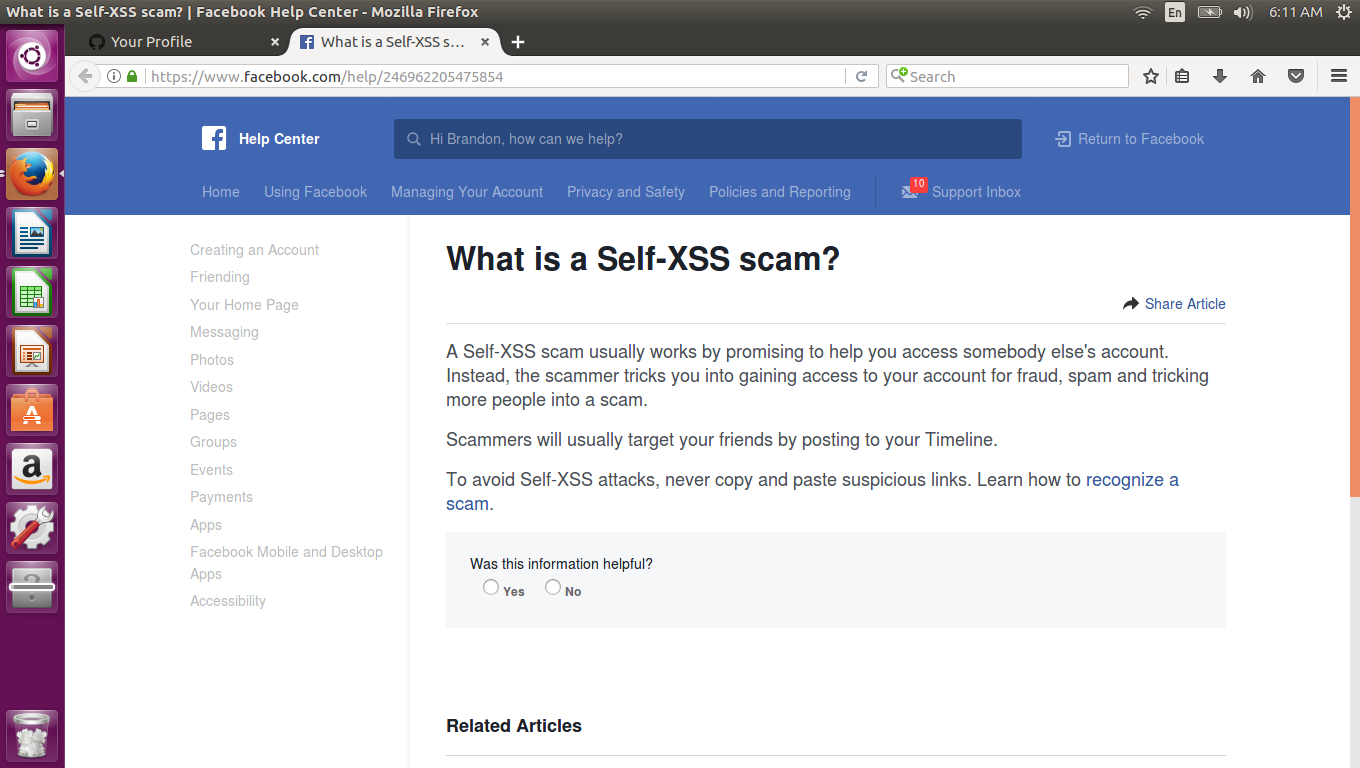 What is a Self-XSS scam? | Facebook Help Center - Mozilla Firefox
En
6:11 AM
Your Profile
What is a Self-XSS s...
https://www.facebook.com/help/246962205475854
Search
Help Center
Hi Brandon, how can we help?
Return to Facebook
Home
Using Facebook
Managing Your Account
Privacy and Safety
Policies and Reporting
10
Support Inbox
Creating an Account
Friending
Your Home Page
Messaging
Photos
Videos
Pages
Groups
Events
Payments
Apps
Facebook Mobile and Desktop
Apps
Accessibility
What is a Self-XSS scam?
Share Article
A Self-XSS scam usually works by promising to help you access somebody else's account.
Instead, the scammer tricks you into gaining access to your account for fraud, spam and tricking
more people into a scam.
Scammers will usually target your friends by posting to your Timeline.
To avoid Self-XSS attacks, never copy and paste suspicious links. Learn how to recognize a
scam.
Was this information helpful?
Yes
No
Related Articles